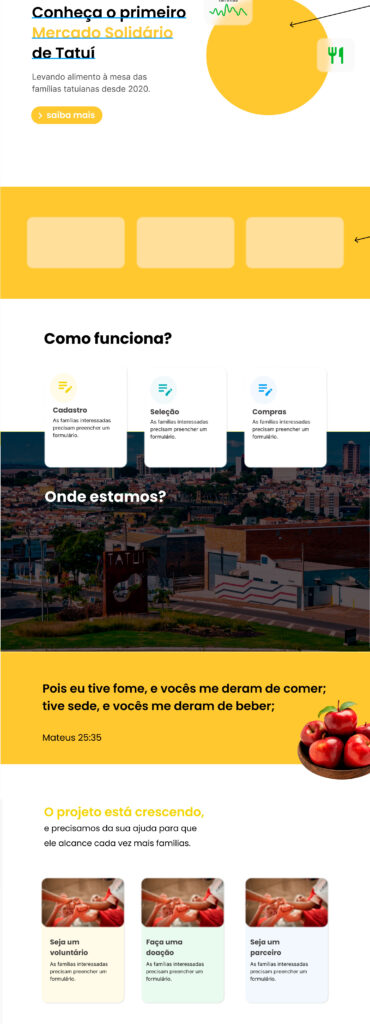 Conheça o primeiro
Mercado Solidário
de Tatuí
Levando alimento à mesa das
famílias tatuianas desde 2020.
saiba mais
Como funciona?
Cadastro
As famílias interessadas
precisam preencher um
formulário.
Seleção
As famílias interessadas
precisam preencher um
formulário.
Compras
As famílias interessadas
precisam preencher um
formulário.
Onde estamos?
TATUÍ
Pois eu tive fome, e vocês me deram de comer;
tive sede, e vocês me deram de beber;
Mateus 25:35
O projeto está crescendo,
e precisamos da sua ajuda para que
ele alcance cada vez mais famílias.
Seja um
voluntário
As famílias interessadas
precisam preencher um
formulário.
Faça uma
doação
As famílias interessadas
precisam preencher um
formulário.
Seja um
parceiro
As famílias interessadas
precisam preencher um
formulário.